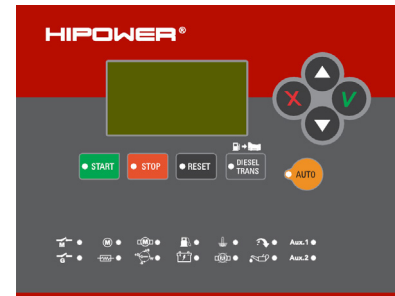 HIPOWER®
X V
START STOP RESET DIESEL TRANS AUTO
M M M Aux.1
G M Aux.2